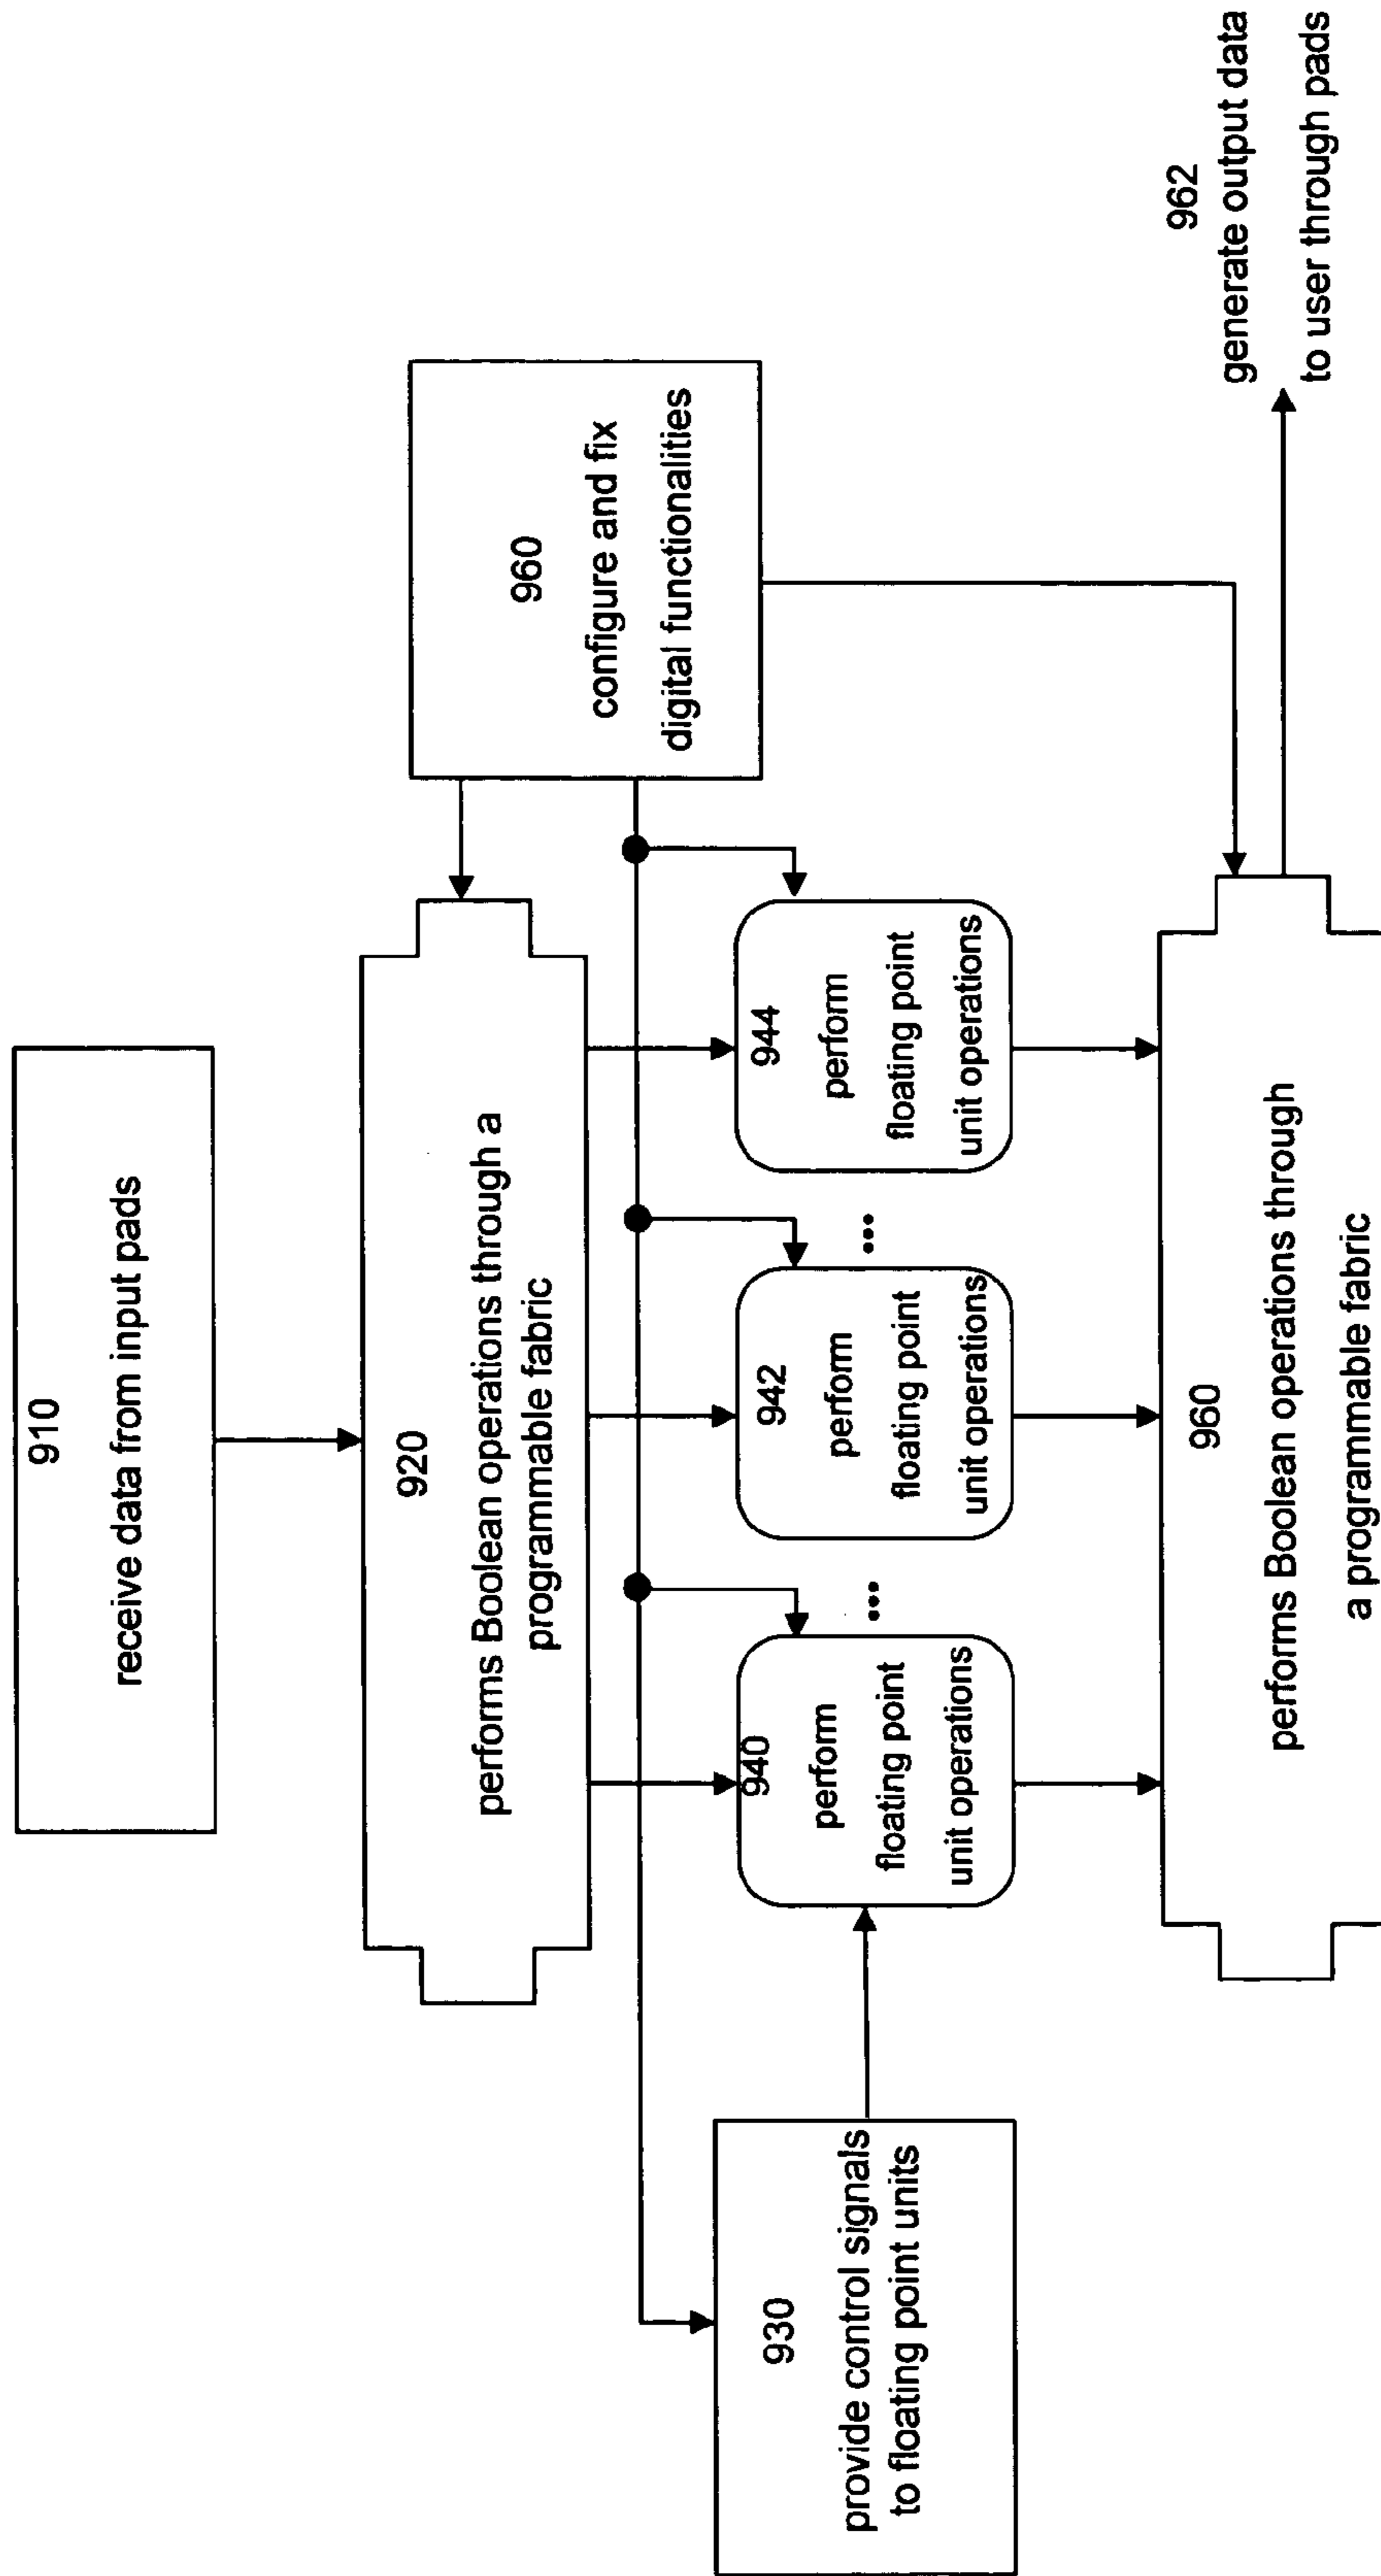 910
receive data from input pads
920
performs Boolean operations through a
programmable fabric
960
configure and fix
digital functionalities
930
provide control signals
to floating point units
940
perform
floating point
unit operations
...
942
perform
floating point
unit operations
...
944
perform
floating point
unit operations
960
performs Boolean operations through
a programmable fabric
962
generate output data
to user through pads